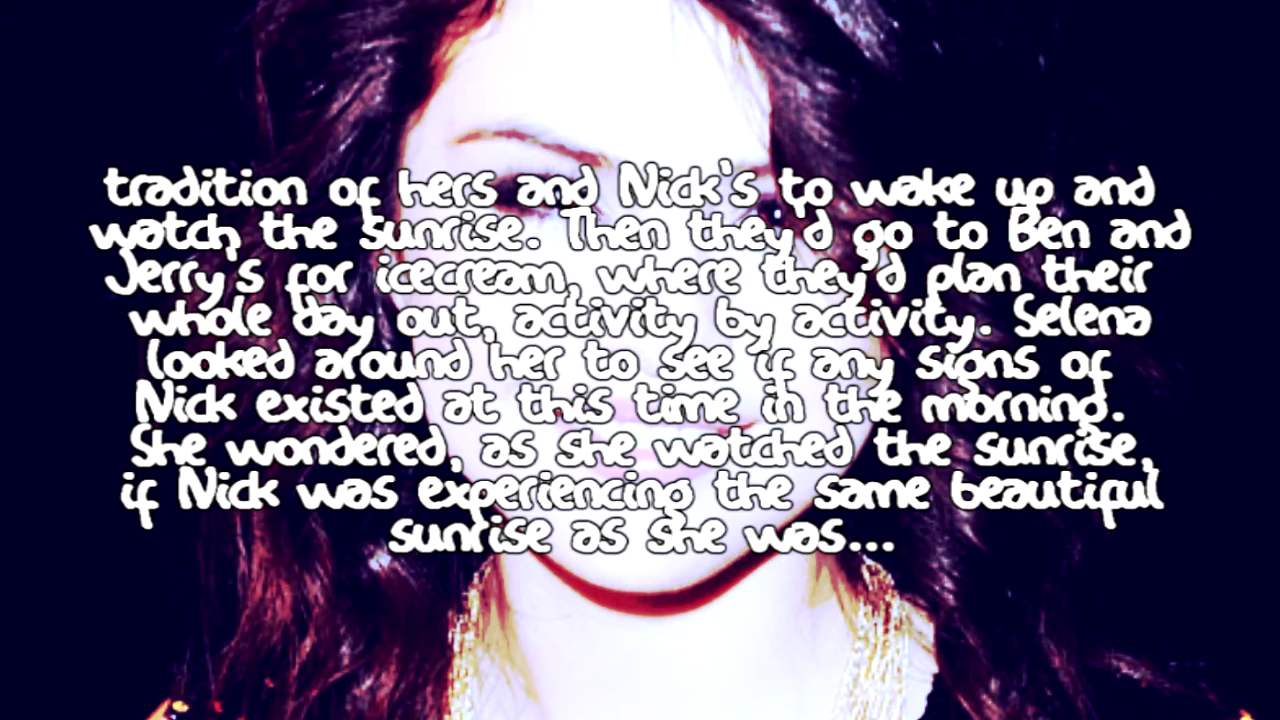 tradition of hers and Nick's to wake up and
watch the sunrise. Then they'd go to Ben and
Jerry's for icecream, where they'd plan their
whole day out, activity by activity. Selena
looked around her to see if any signs of
Nick existed at this time in the morning.
She wondered, as she watched the sunrise,
if Nick was experiencing the same beautiful
sunrise as she was...